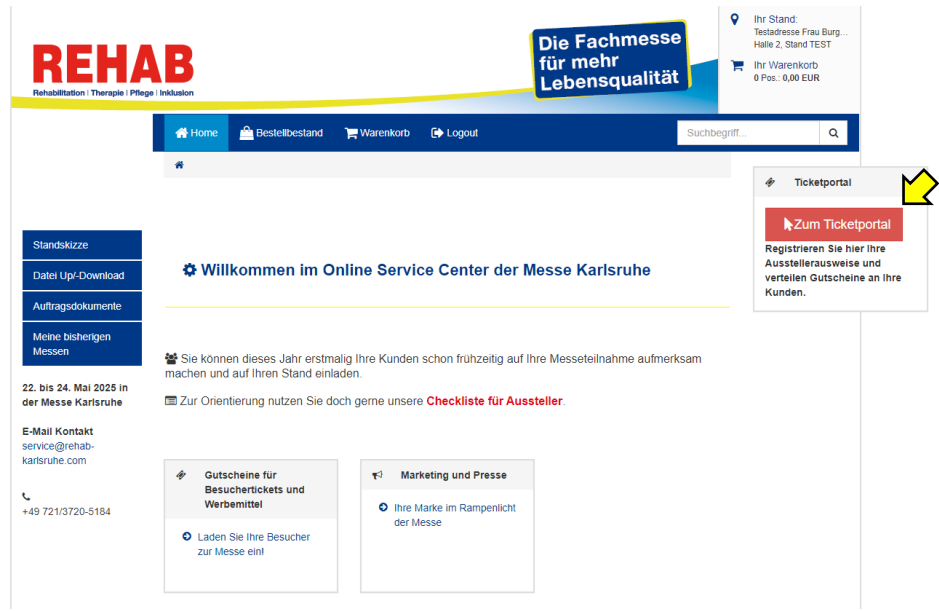 REHAB
Rehabilitation | Therapie | Pflege | Inklusion
Die Fachmesse
für mehr
Lebensqualität
Ihr Stand:
Testadresse Frau Burg...
Halle 2, Stand TEST
Ihr Warenkorb
0 Pos.: 0,00 EUR
Home Bestellbestand Warenkorb Logout
Suchbegriff...
Ticketportal
Zum Ticketportal
Registrieren Sie hier Ihre
Ausstellerausweise und
verteilen Gutscheine an Ihre
Kunden.
Standskizze
Datei Up/-Download
Auftragsdokumente
Meine bisherigen
Messen
22. bis 24. Mai 2025 in
der Messe Karlsruhe
E-Mail Kontakt
service@rehab-
karlsruhe.com
+49 721/3720-5184
Willkommen im Online Service Center der Messe Karlsruhe
Sie können dieses Jahr erstmalig Ihre Kunden schon frühzeitig auf Ihre Messeteilnahme aufmerksam
machen und auf Ihren Stand einladen.
Zur Orientierung nutzen Sie doch gerne unsere Checkliste für Aussteller.
Gutscheine für
Besuchertickets und
Werbemittel
Laden Sie Ihre Besucher
zur Messe ein!
Marketing und Presse
Ihre Marke im Rampenlicht
der Messe